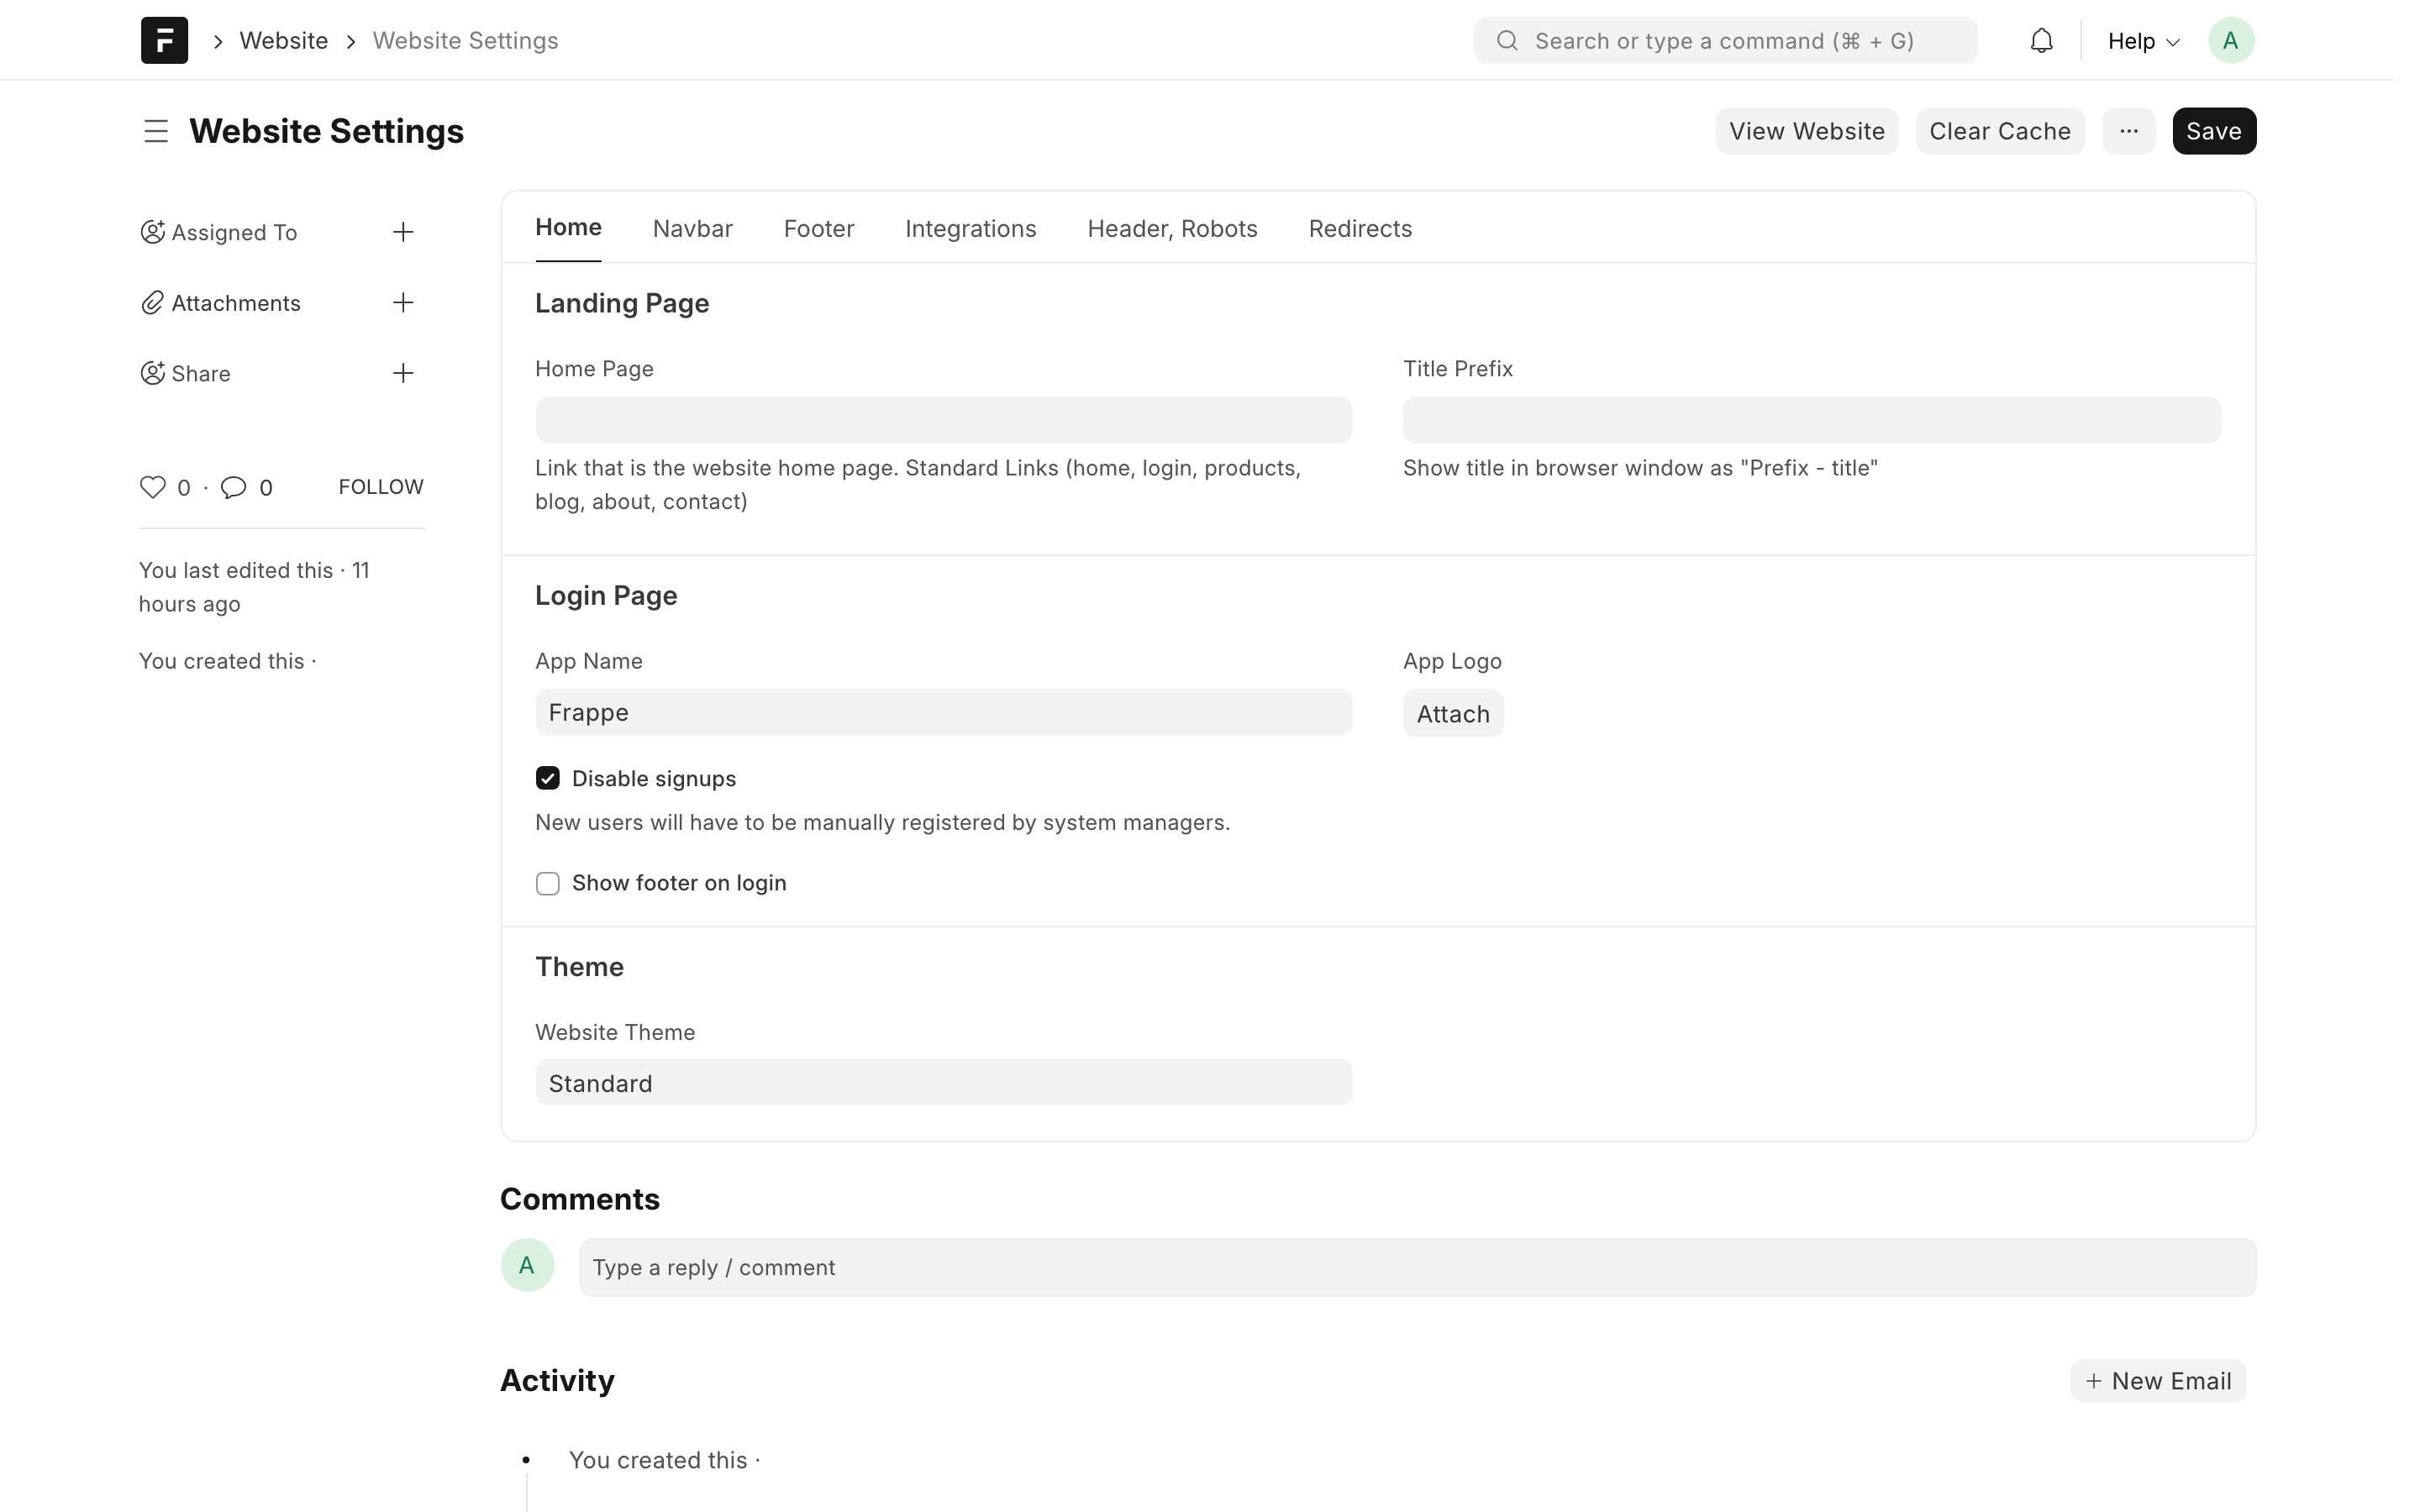 Website
Website Settings
Search or type a command (⌘ + G)
Help
A
Website Settings
View Website
Clear Cache
···
Save
Assigned To
Attachments
Share
0 · 0
FOLLOW
You last edited this · 11
hours ago
You created this ·
Home
Navbar
Footer
Integrations
Header, Robots
Redirects
Landing Page
Home Page
Link that is the website home page. Standard Links (home, login, products,
blog, about, contact)
Title Prefix
Show title in browser window as "Prefix - title"
Login Page
App Name
Frappe
App Logo
Attach
Disable signups
New users will have to be manually registered by system managers.
Show footer on login
Theme
Website Theme
Standard
Comments
A
Type a reply / comment
Activity
+ New Email
You created this ·